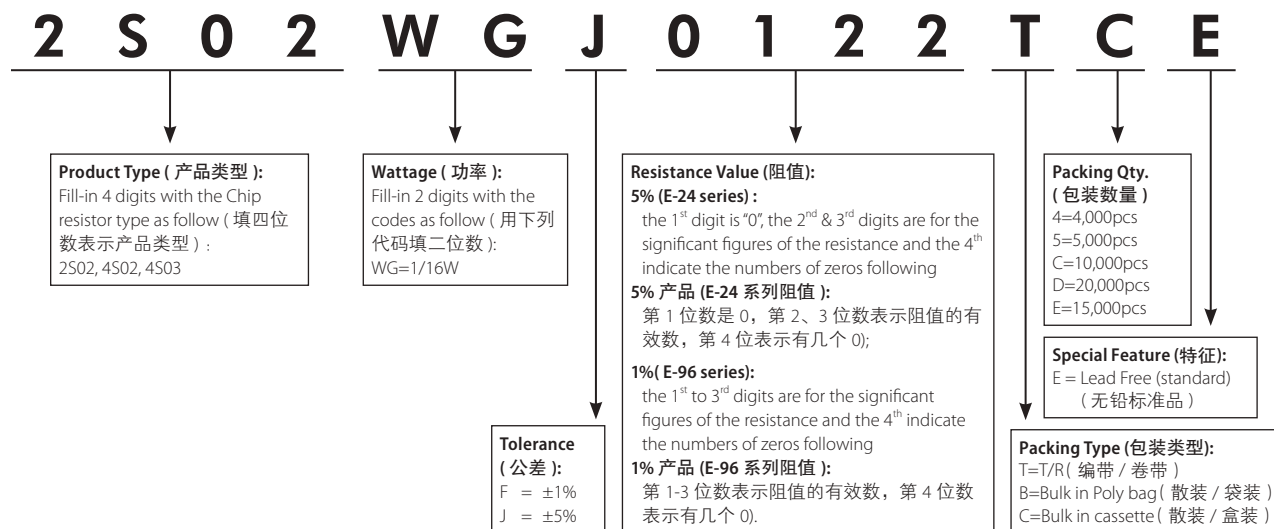 2S02WGJ0122TCE
Product Type ( 产品类型 ):
Fill-in 4 digits with the Chip
resistor type as follow ( 填四位
数表示产品类型 ) :
2S02, 4S02, 4S03
Wattage ( 功率 ):
Fill-in 2 digits with the
codes as follow ( 用下列
代码填二位数 ):
WG=1/16W
Tolerance
( 公差 ):
F = ±1%
J = ±5%
Resistance Value (阻值):
5% (E-24 series) :
the 1st digit is “0”, the 2nd & 3rd digits are for the
significant figures of the resistance and the 4th
indicate the numbers of zeros following
5% 产品 (E-24 系列阻值 ):
第 1 位数是 0，第 2、3 位数表示阻值的有
效数，第 4 位表示有几个 0);
1%( E-96 series):
the 1st to 3rd digits are for the significant
figures of the resistance and the 4th indicate
the numbers of zeros following
1% 产品 (E-96 系列阻值 ):
第 1-3 位数表示阻值的有效数，第 4 位数
表示有几个 0).
Packing Qty.
( 包装数量 )
4=4,000pcs
5=5,000pcs
C=10,000pcs
D=20,000pcs
E=15,000pcs
Special Feature (特征):
E = Lead Free (standard)
( 无铅标准品 )
Packing Type (包装类型):
T=T/R ( 编带 / 卷带 )
B=Bulk in Poly bag ( 散装 / 袋装 )
C=Bulk in cassette ( 散装 / 盒装 )